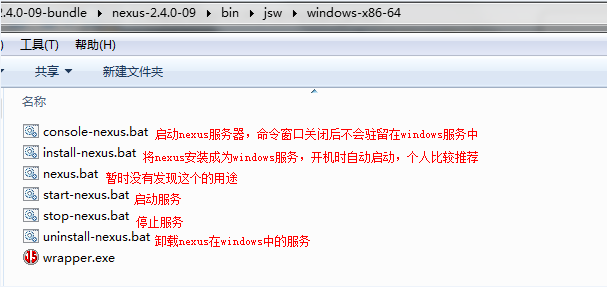 2.4.0-09-bundle ▸ nexus-2.4.0-09 ▸ bin ▸ jsw ▸ windows-x86-64
工具(T) 帮助(H)
共享 新建文件夹
名称
console-nexus.bat 启动nexus服务器，命令窗口关闭后不会驻留在windows服务中
install-nexus.bat 将nexus安装成为windows服务，开机时自动启动，个人比较推荐
nexus.bat 暂时没有发现这个的用途
start-nexus.bat 启动服务
stop-nexus.bat 停止服务
uninstall-nexus.bat 卸载nexus在windows中的服务
wrapper.exe